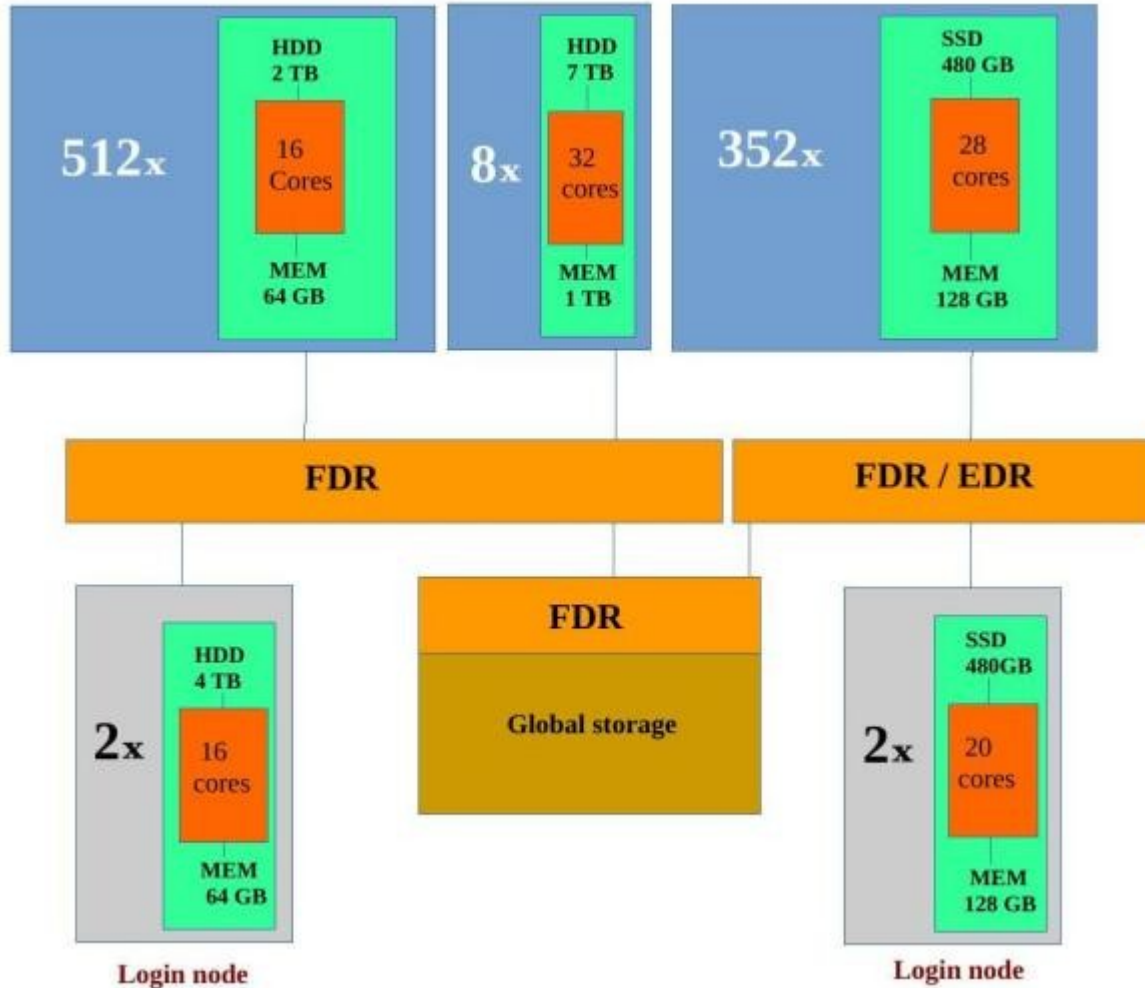 HDD
2 TB
512x
16
Cores
MEM
64 GB
HDD
7 TB
8x
32
cores
MEM
1 TB
SSD
480 GB
352x
28
cores
MEM
128 GB
FDR
FDR / EDR
HDD
4 TB
2x
16
cores
MEM
64 GB
Login node
FDR
Global storage
SSD
480GB
2x
20
cores
MEM
128 GB
Login node